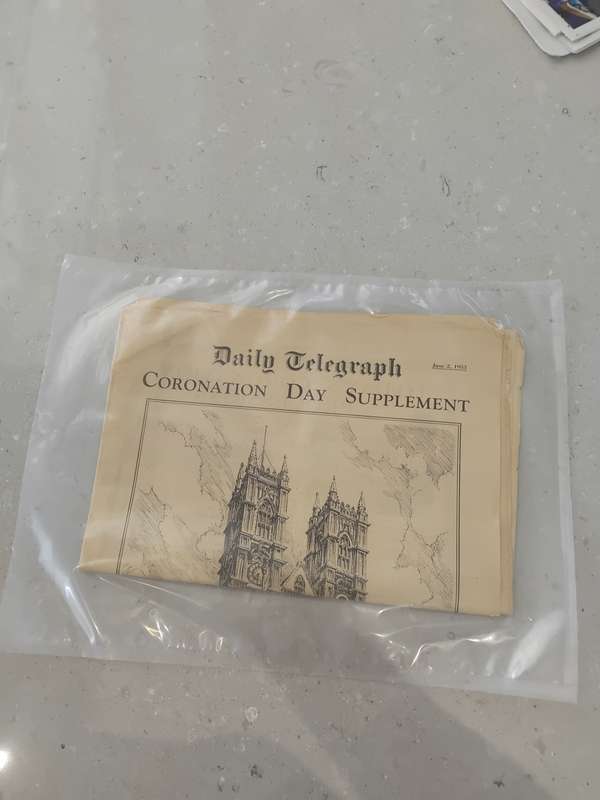 Daily Telegraph
June 2, 1953
CORONATION DAY SUPPLEMENT